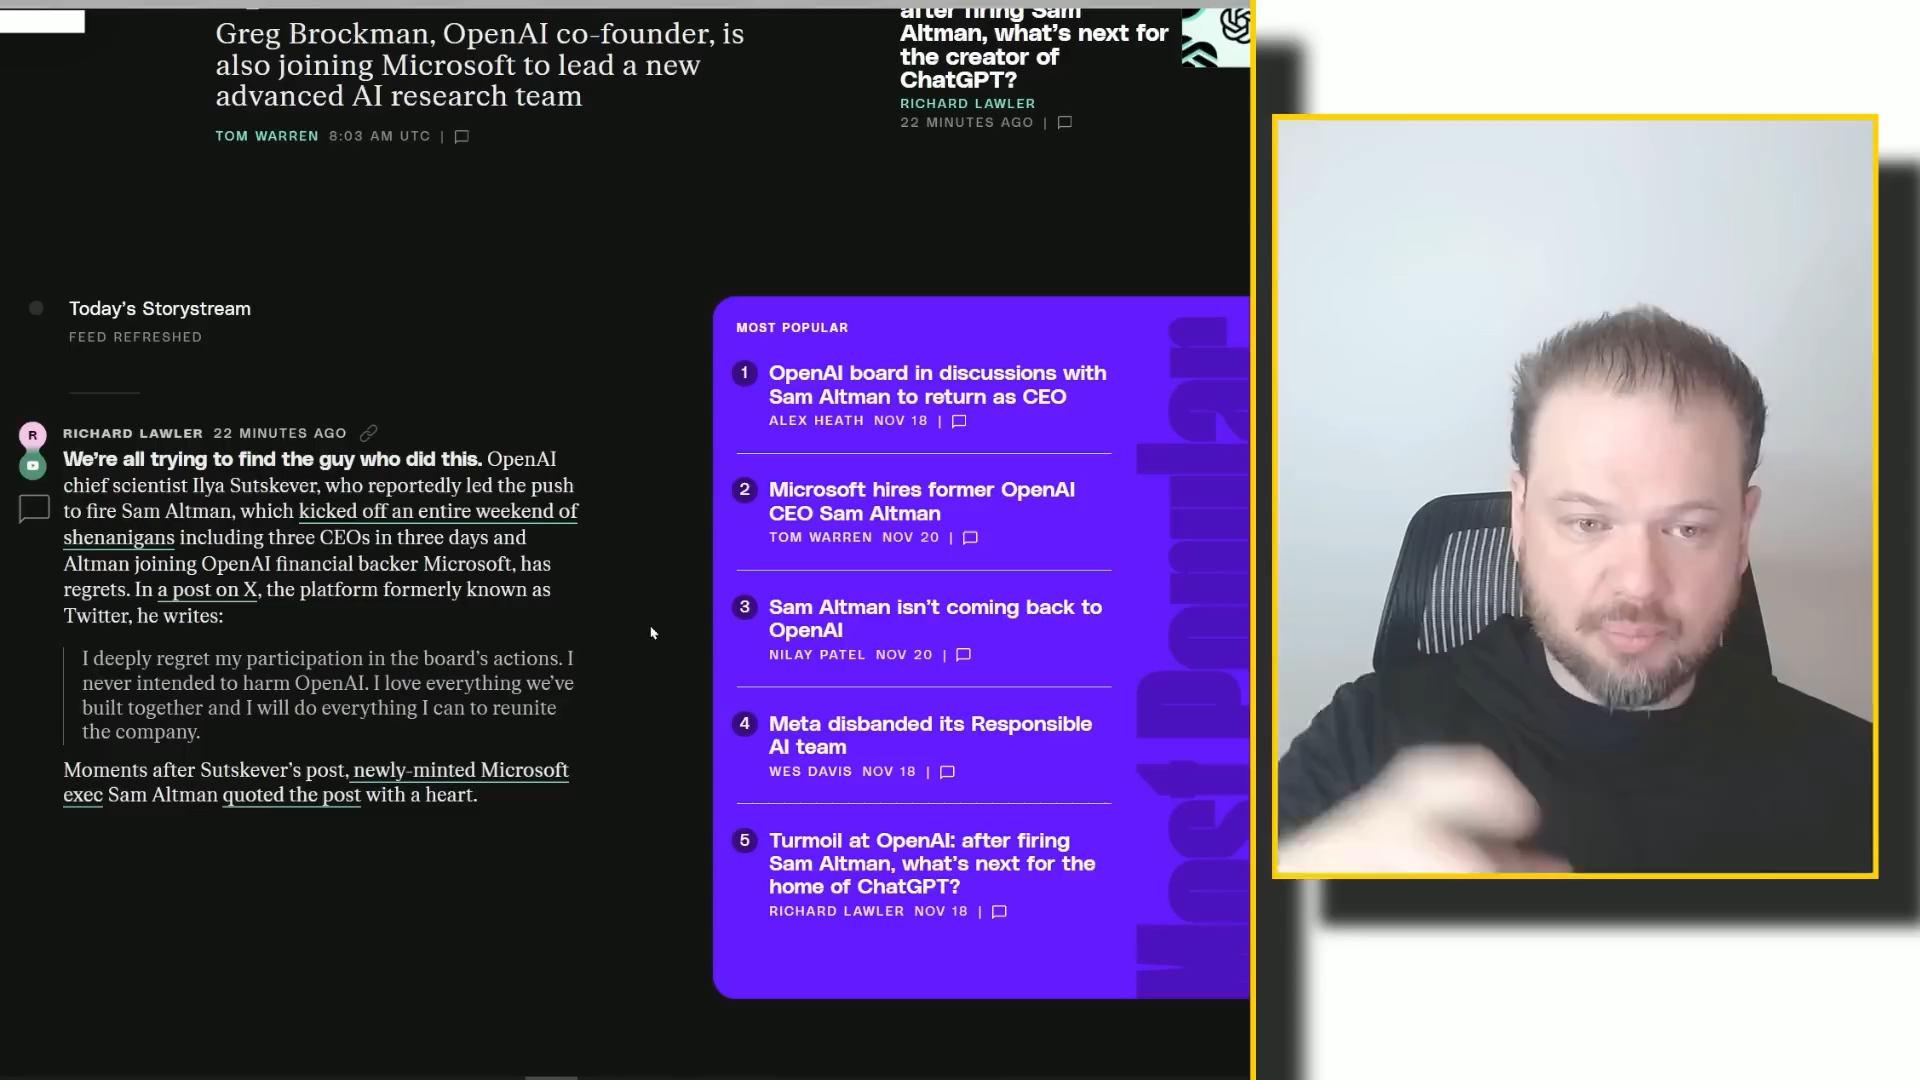 Greg Brockman, OpenAI co-founder, is
also joining Microsoft to lead a new
advanced AI research team
TOM WARREN 8:03 AM UTC |
after firing Sam
Altman, what's next for
the creator of
ChatGPT?
RICHARD LAWLER
22 MINUTES AGO |
Today's Storystream
FEED REFRESHED
R
RICHARD LAWLER 22 MINUTES AGO
We're all trying to find the guy who did this. OpenAI
chief scientist Ilya Sutskever, who reportedly led the push
to fire Sam Altman, which kicked off an entire weekend of
shenanigans including three CEOs in three days and
Altman joining OpenAI financial backer Microsoft, has
regrets. In a post on X, the platform formerly known as
Twitter, he writes:
I deeply regret my participation in the board's actions. I
never intended to harm OpenAI. I love everything we've
built together and I will do everything I can to reunite
the company.
Moments after Sutskever's post, newly-minted Microsoft
exec Sam Altman quoted the post with a heart.
MOST POPULAR
1 OpenAI board in discussions with
Sam Altman to return as CEO
ALEX HEATH NOV 18 |
2 Microsoft hires former OpenAI
CEO Sam Altman
TOM WARREN NOV 20 |
3 Sam Altman isn't coming back to
OpenAI
NILAY PATEL NOV 20 |
4 Meta disbanded its Responsible
AI team
WES DAVIS NOV 18 |
5 Turmoil at OpenAI: after firing
Sam Altman, what's next for the
home of ChatGPT?
RICHARD LAWLER NOV 18 |
Most Popular